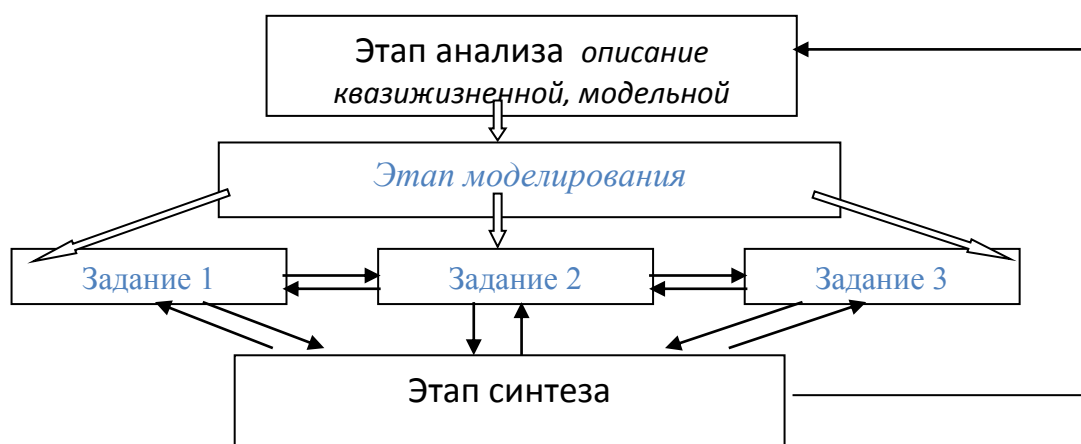 Этап анализа описание
квазижизненной, модельной
Этап моделирования
Задание 1
Задание 2
Задание 3
Этап синтеза